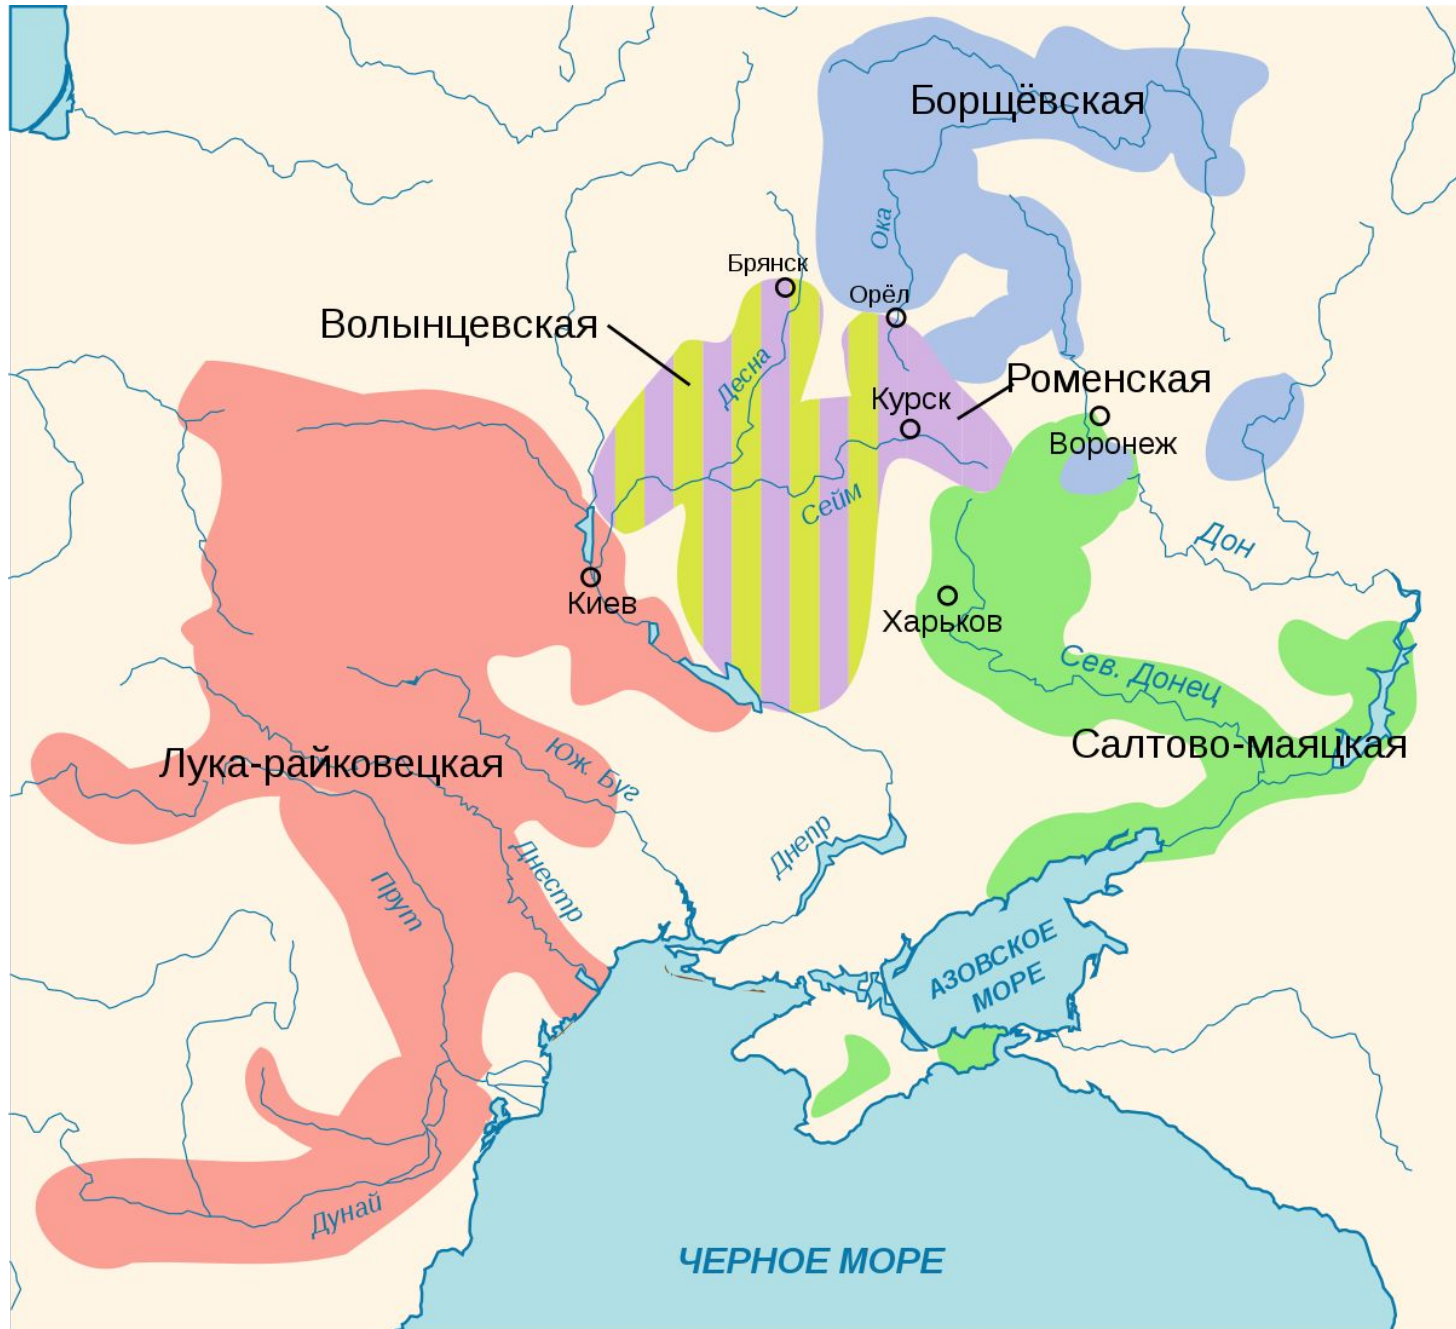 Борщёвская
Ока
Брянск
Орёл
Волынцевская
Десна
Роменская
Курск
Воронеж
Сейм
Дон
Киев
Харьков
Сев. Донец
Салтово-маяцкая
Лука-райковецкая
Юж. Буг
Днепр
Днестр
Прут
АЗОВСКОЕ
МОРЕ
Дунай
ЧЕРНОЕ МОРЕ